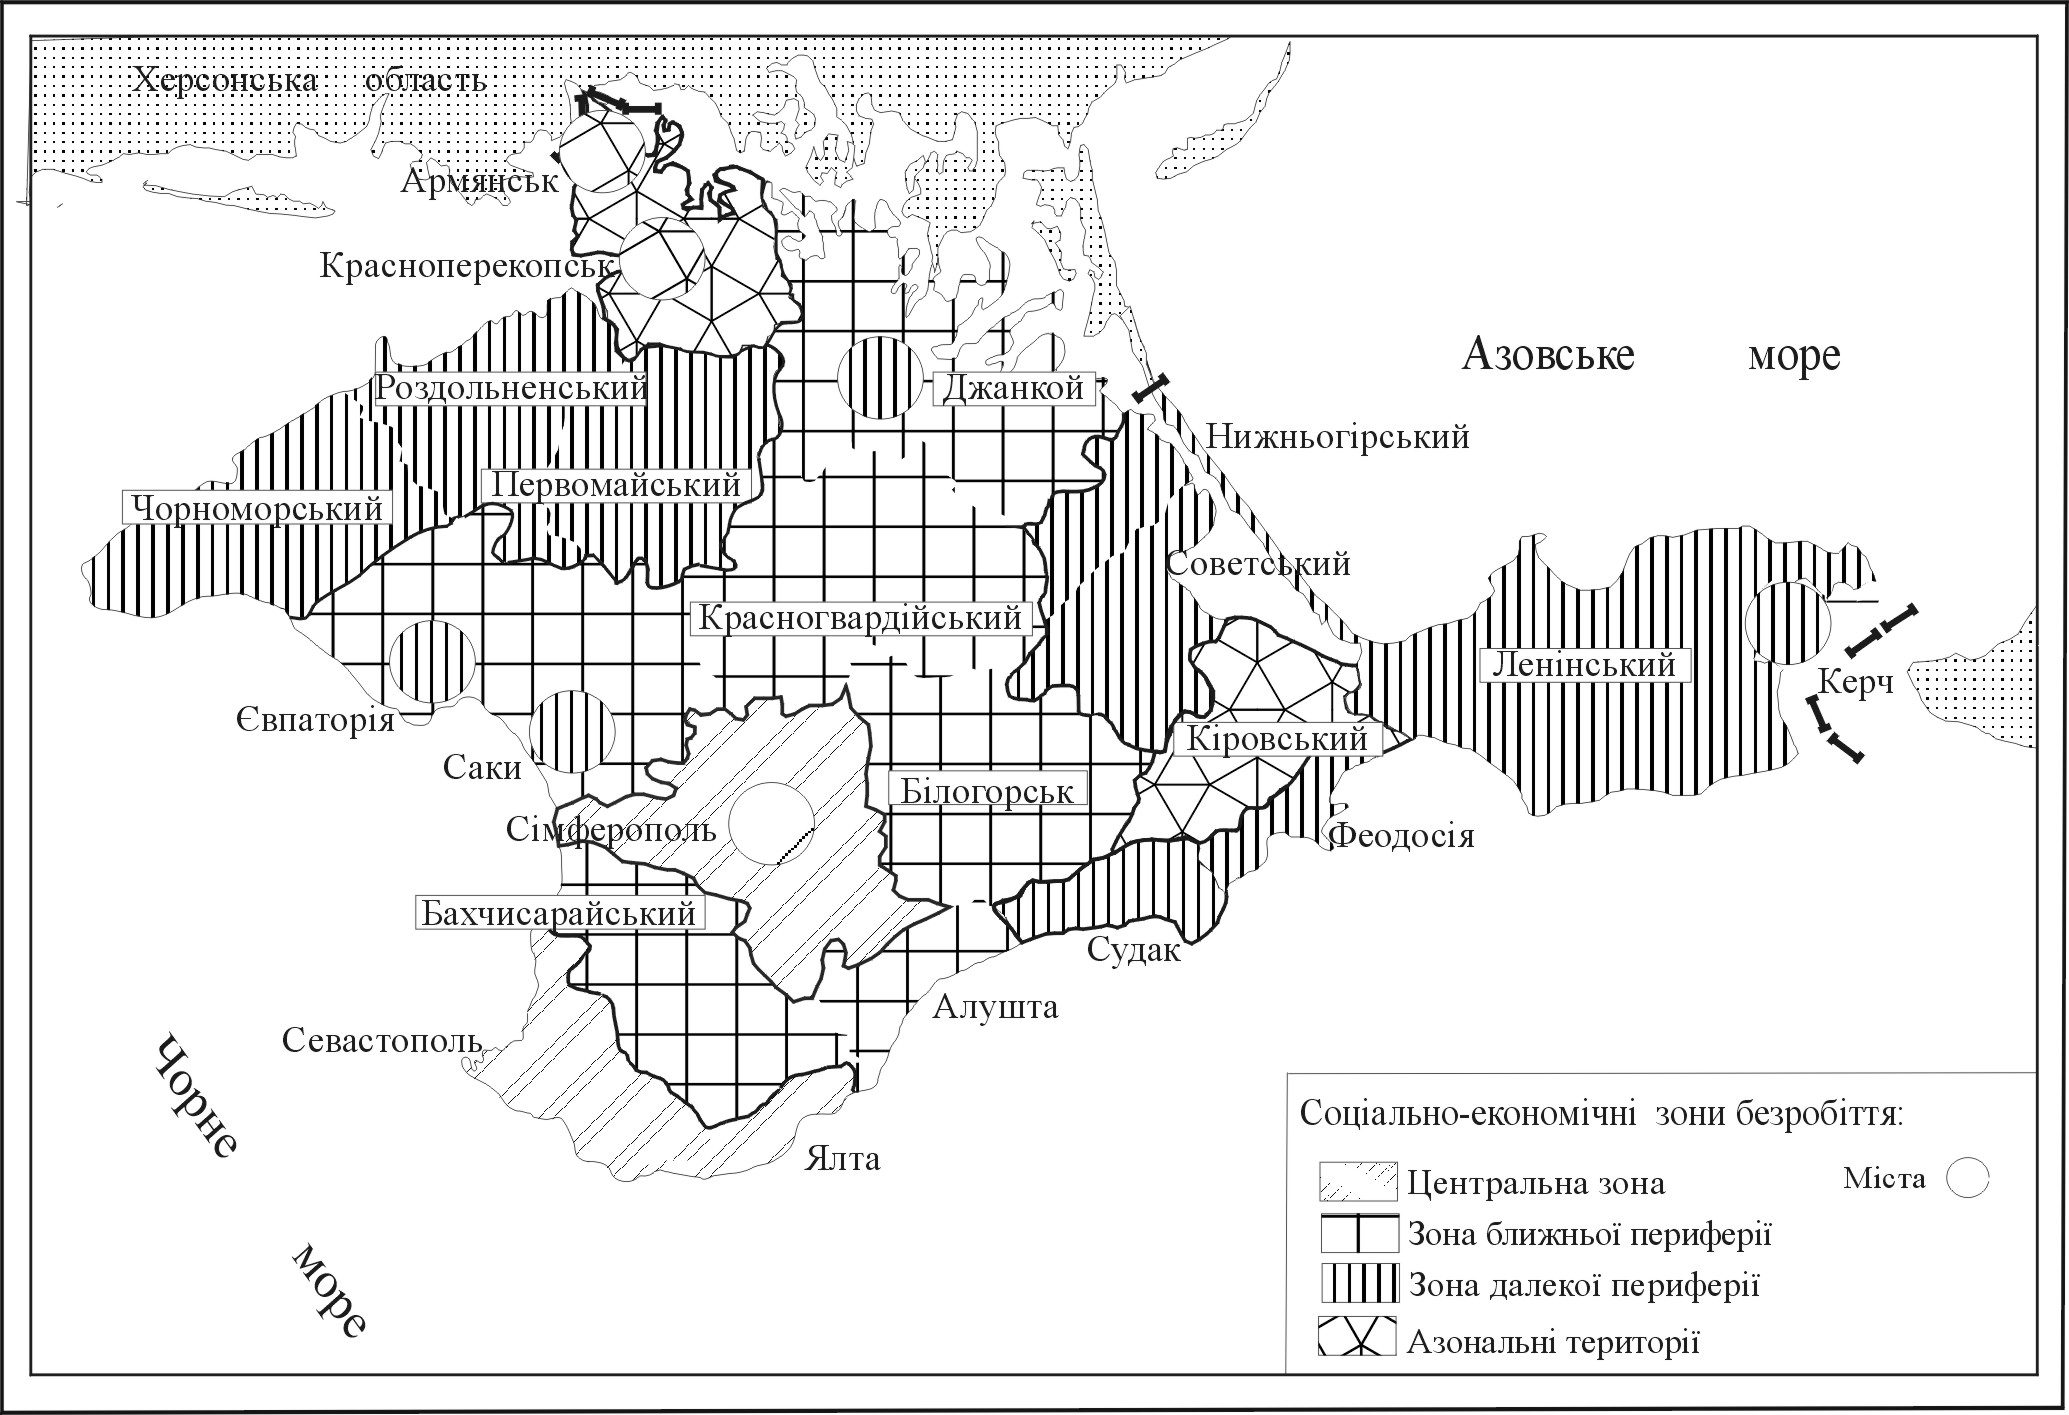 Херсонська область
Армянськ
Красноперекопськ
Азовське море
Роздольненський
Джанкой
Нижньогірський
Первомайський
Чорноморський
Советський
Красногвардійський
Ленінський
Керч
Євпаторія
Кіровський
Саки
Білогорськ
Сімферополь
Феодосія
Бахчисарайський
Судак
Алушта
Севастополь
Чорне
море
Ялта
Соціально-економічні зони безробіття:
Центральна зона
Міста
Зона ближньої периферії
Зона далекої периферії
Азональні території